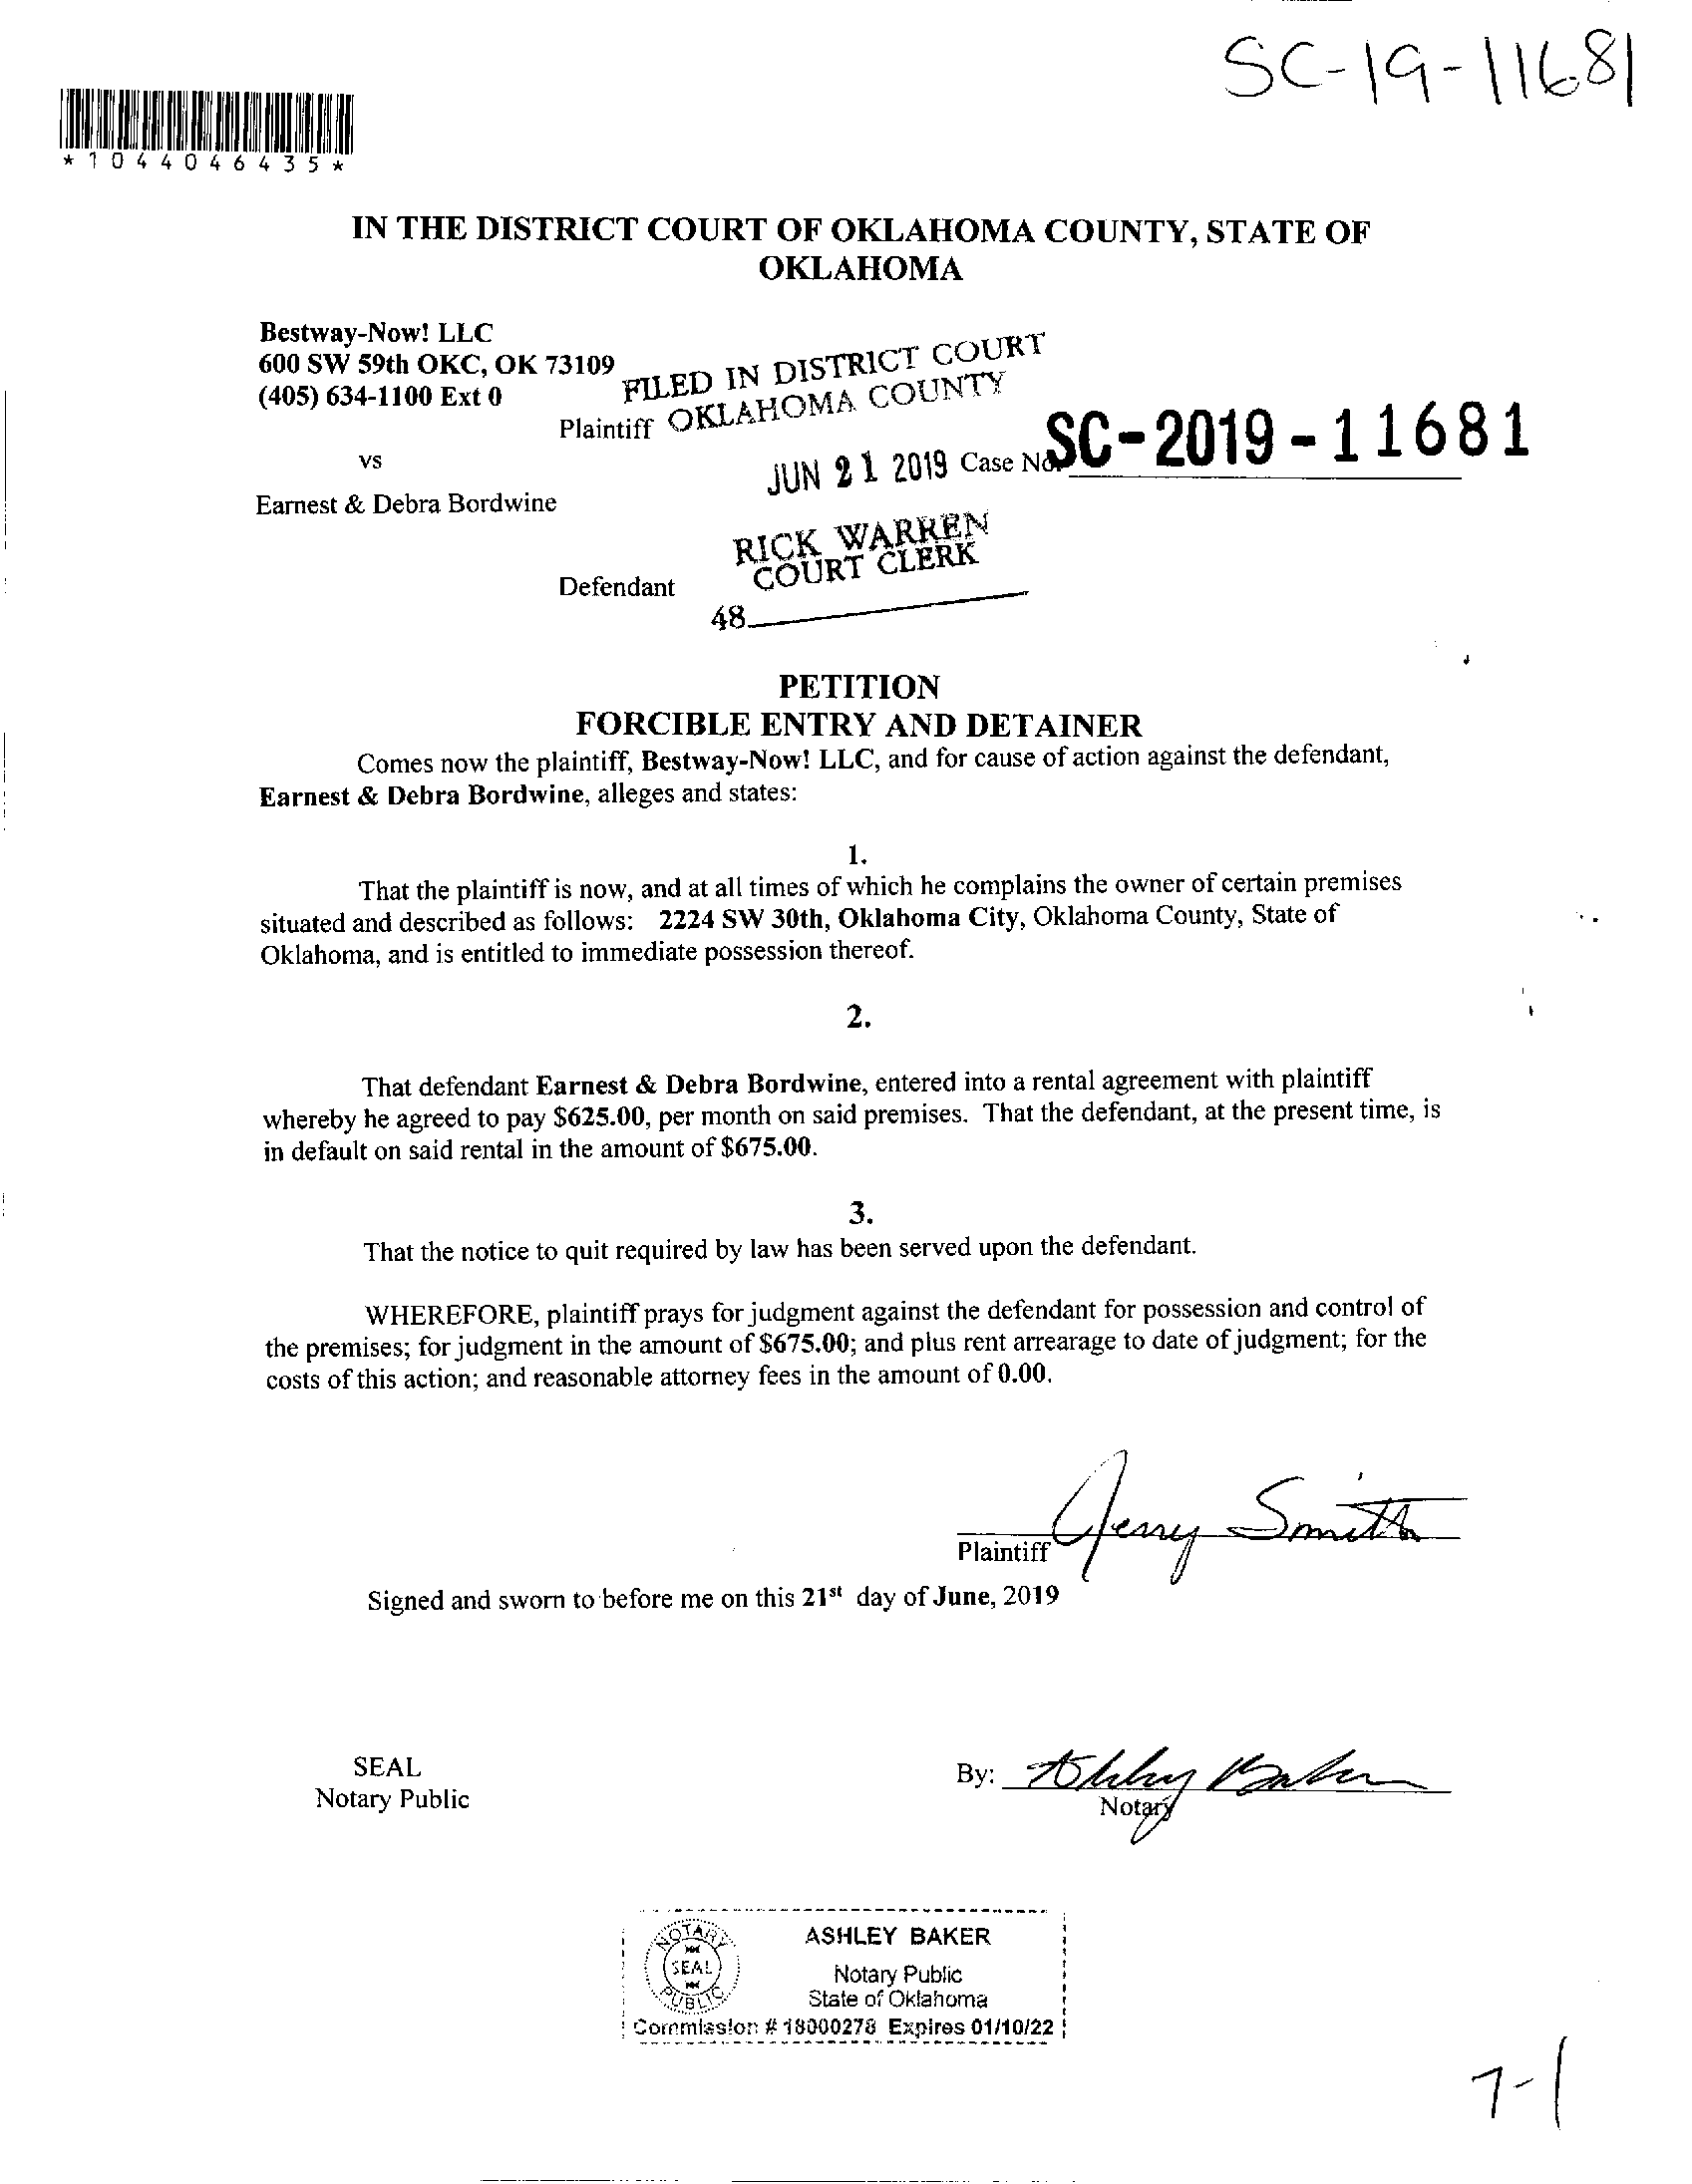 SC-19-11681
*1044046435*
IN THE DISTRICT COURT OF OKLAHOMA COUNTY, STATE OF
OKLAHOMA
Bestway-Now! LLC
600 SW 59th OKC, OK 73109
(405) 634-1100 Ext 0
Plaintiff
FILED IN DISTRICT COURT
OKLAHOMA COUNTY
vs
JUN 21 2019
Case No. SC-2019-11681
Earnest & Debra Bordwine
RICK WARREN
COURT CLERK
Defendant
48
PETITION
FORCIBLE ENTRY AND DETAINER
Comes now the plaintiff, Bestway-Now! LLC, and for cause of action against the defendant,
Earnest & Debra Bordwine, alleges and states:
1.
That the plaintiff is now, and at all times of which he complains the owner of certain premises
situated and described as follows: 2224 SW 30th, Oklahoma City, Oklahoma County, State of
Oklahoma, and is entitled to immediate possession thereof.
2.
That defendant Earnest & Debra Bordwine, entered into a rental agreement with plaintiff
whereby he agreed to pay $625.00, per month on said premises. That the defendant, at the present time, is
in default on said rental in the amount of $675.00.
3.
That the notice to quit required by law has been served upon the defendant.
WHEREFORE, plaintiff prays for judgment against the defendant for possession and control of
the premises; for judgment in the amount of $675.00; and plus rent arrearage to date of judgment; for the
costs of this action; and reasonable attorney fees in the amount of 0.00.
Jerry Smith
Plaintiff
Signed and sworn to before me on this 21st day of June, 2019
SEAL
Notary Public
By: Ashley Baker
Notary
NOTARY
SEAL
PUBLIC
ASHLEY BAKER
Notary Public
State of Oklahoma
Commission # 18000278 Expires 01/10/22
7-1